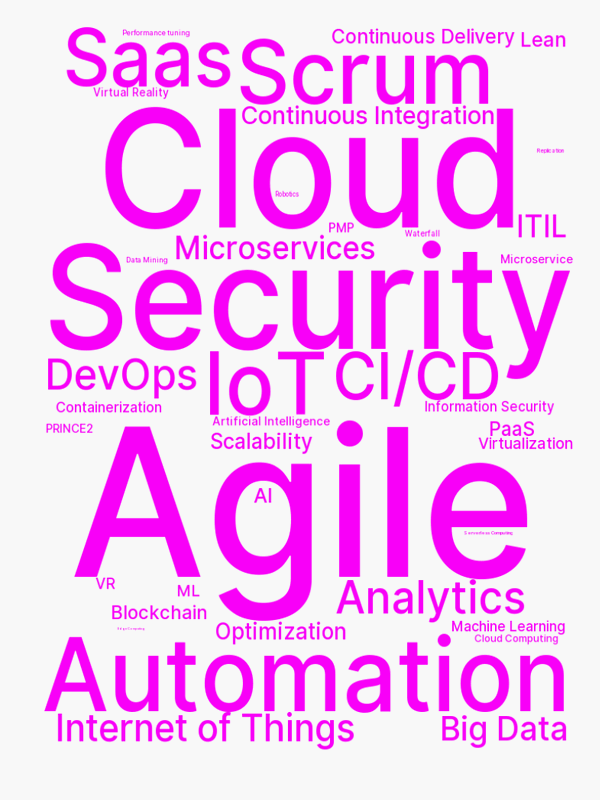 Performance tuning
Saas
Scrum
Continuous Delivery
Lean
Virtual Reality
Continuous Integration
Cloud
Replication
Robotics
ITIL
PMP
Waterfall
Microservices
Data Mining
Microservice
Security
DevOps
IoT
CI/CD
Containerization
Information Security
Artificial Intelligence
PRINCE2
PaaS
Scalability
Virtualization
Agile
AI
Serverless Computing
VR
ML
Analytics
Blockchain
Optimization
Machine Learning
Cloud Computing
Automation
Internet of Things
Big Data